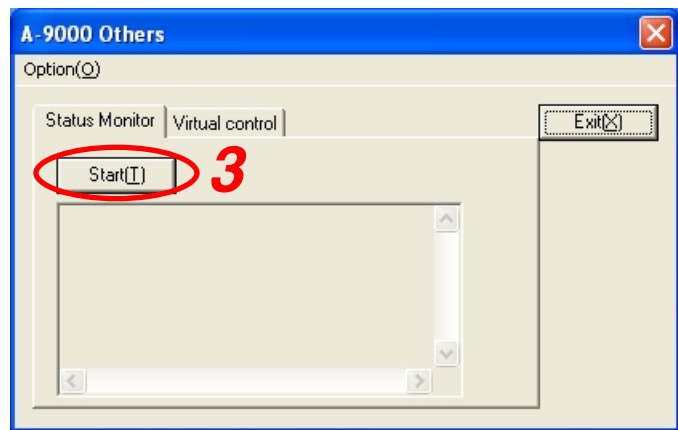 A-9000 Others
Option(O)
Status Monitor Virtual control Exit(X)
Start(T) 3